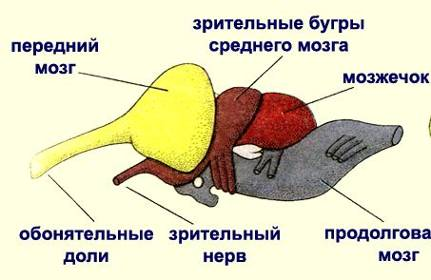 зрительные бугры
среднего мозга
передний
мозг
мозжечок
обонятельные
доли
зрительный
нерв
продолгова
мозг